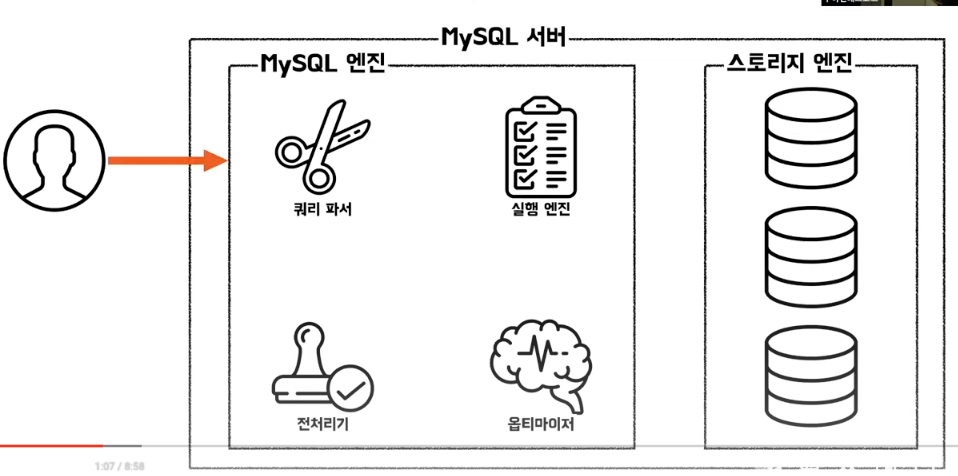 MySQL 서버
MySQL 엔진
스토리지 엔진
쿼리 파서
실행 엔진
전처리기
옵티마이저
1:07 / 8:58